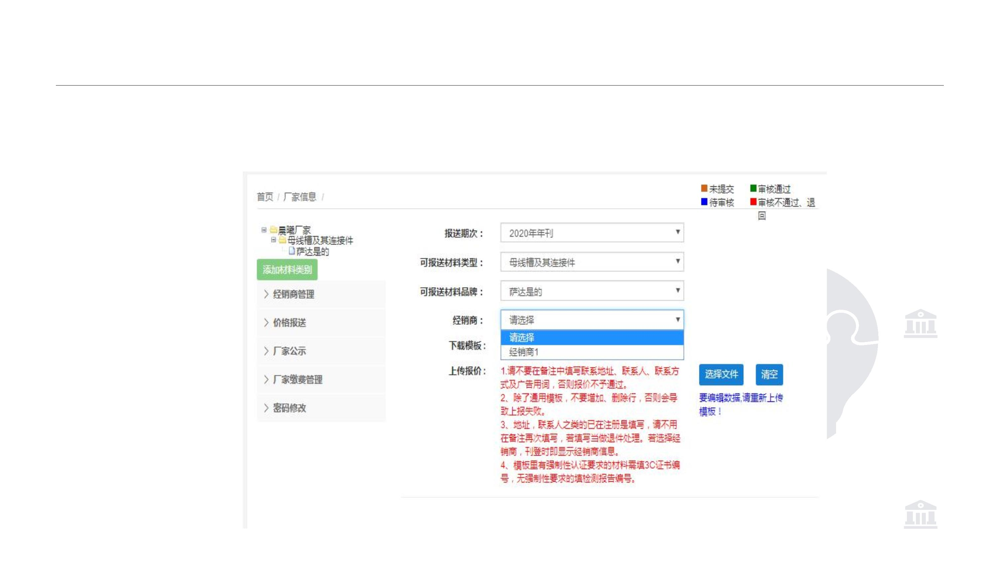 首页 / 厂家信息 /
未提交
审核通过
待审核
审核不通过、退
回
晨曦厂家
母线槽及其连接件
萨达是的
添加材料类别
经销商管理
价格报送
厂家公示
厂家缴费管理
密码修改
报送期次：
2020年年刊
可报送材料类型：
母线槽及其连接件
可报送材料品牌：
萨达是的
经销商：
请选择
请选择
经销商1
下载模板：
上传报价：
1.请不要在备注中填写联系地址、联系人、联系方
式及广告用词，否则报价不予通过。
2、除了通用模板，不要增加、删除行，否则会导
致上报失败。
3、地址，联系人之类的已在注册是填写，请不用
在备注再次填写，若填写当做退件处理。若选择经
销商，刊登时即显示经销商信息。
4、模板里有强制性认证要求的材料需填3C证书编
号，无强制性要求的填检测报告编号。
选择文件
清空
要编辑数据,请重新上传
模板！